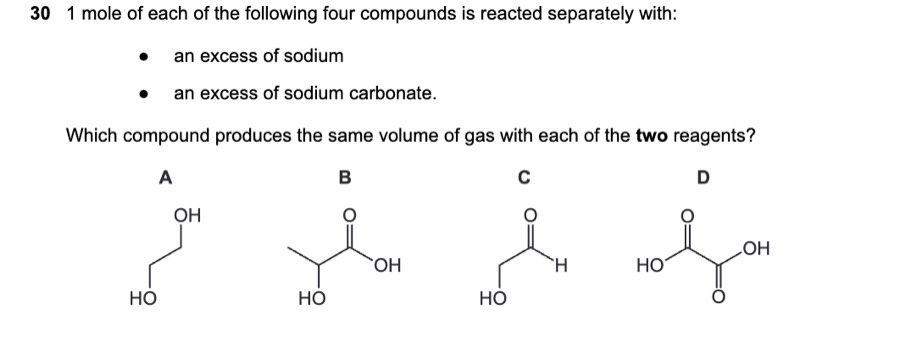 30 1 mole of each of the following four compounds is reacted separately with:
• an excess of sodium
• an excess of sodium carbonate.
Which compound produces the same volume of gas with each of the two reagents?
A B C D
OH O O O
OH H HO OH
HO HO HO O